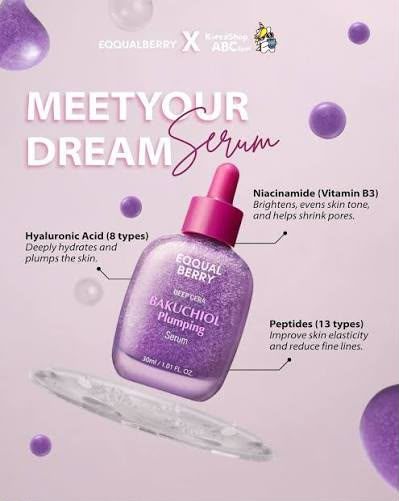 EQQUALBERRY X KoreaShop
ABC
MEETYOUR
DREAM Serum
Niacinamide (Vitamin B3)
Brightens, evens skin tone,
and helps shrink pores.
Hyaluronic Acid (8 types)
Deeply hydrates and
plumps the skin.
EQQUAL
BERRY
DEEP CERA
BAKUCHIOL
Plumping
Serum
30ml / 1.01 FL. OZ.
Peptides (13 types)
Improve skin elasticity
and reduce fine lines.